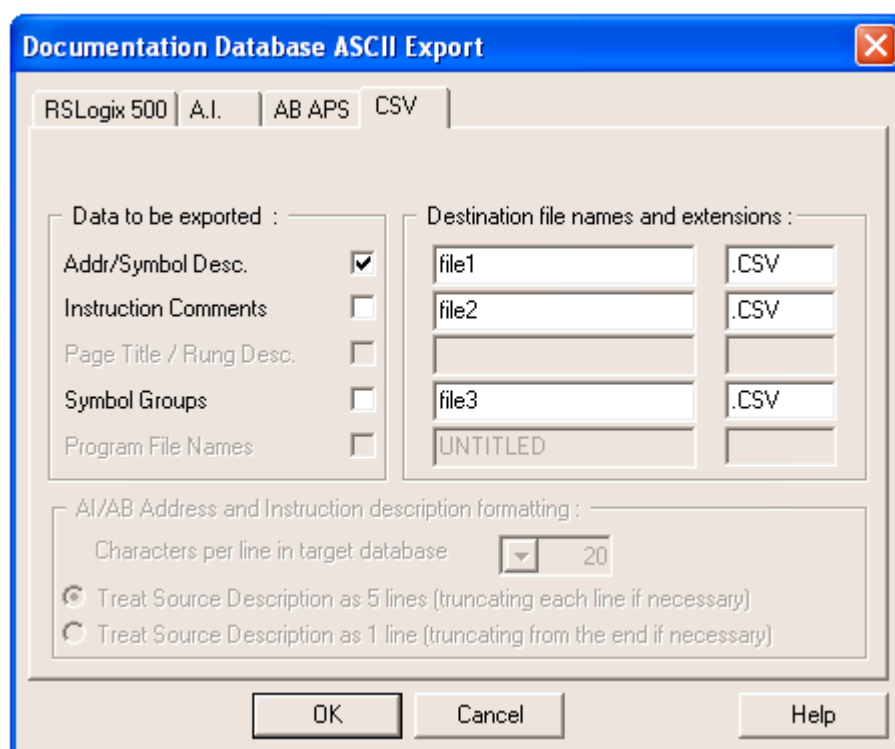 Documentation Database ASCII Export
RSLogix 500 A.I. AB APS CSV
Data to be exported :
Addr/Symbol Desc.
Instruction Comments
Page Title / Rung Desc.
Symbol Groups
Program File Names
Destination file names and extensions :
file1 .CSV
file2 .CSV
file3 .CSV
UNTITLED
AI/AB Address and Instruction description formatting :
Characters per line in target database 20
Treat Source Description as 5 lines (truncating each line if necessary)
Treat Source Description as 1 line (truncating from the end if necessary)
OK Cancel Help